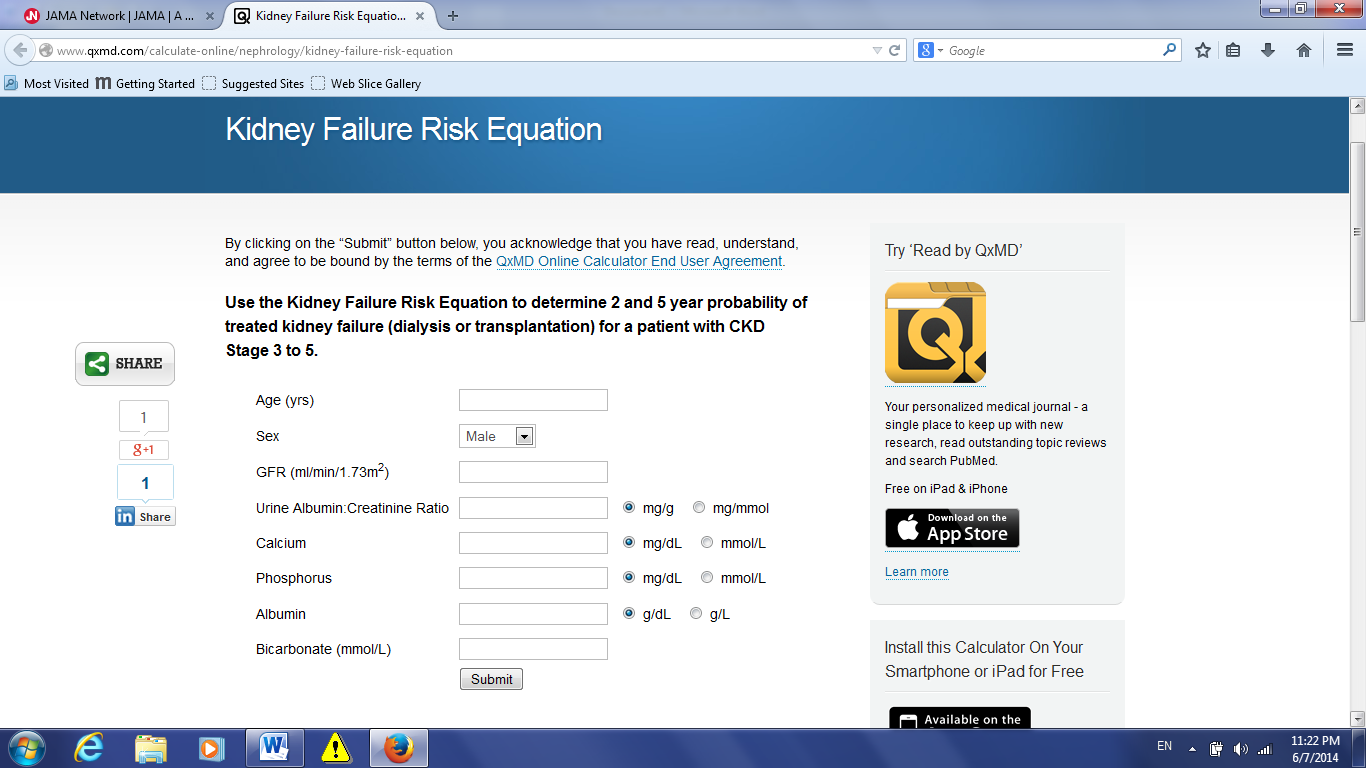 JAMA Network | JAMA | A ...
Kidney Failure Risk Equatio...
www.qxmd.com/calculate-online/nephrology/kidney-failure-risk-equation
Google
Most Visited
Getting Started
Suggested Sites
Web Slice Gallery
Kidney Failure Risk Equation
By clicking on the “Submit” button below, you acknowledge that you have read, understand,
and agree to be bound by the terms of the QxMD Online Calculator End User Agreement.
Use the Kidney Failure Risk Equation to determine 2 and 5 year probability of
treated kidney failure (dialysis or transplantation) for a patient with CKD
Stage 3 to 5.
SHARE
1
g+1
1
in Share
Age (yrs)
Sex Male
GFR (ml/min/1.73m²)
Urine Albumin:Creatinine Ratio mg/g mg/mmol
Calcium mg/dL mmol/L
Phosphorus mg/dL mmol/L
Albumin g/dL g/L
Bicarbonate (mmol/L)
Submit
Try ‘Read by QxMD’
Your personalized medical journal - a
single place to keep up with new
research, read outstanding topic reviews
and search PubMed.
Free on iPad & iPhone
Download on the
App Store
Learn more
Install this Calculator On Your
Smartphone or iPad for Free
Available on the
EN
11:22 PM
6/7/2014